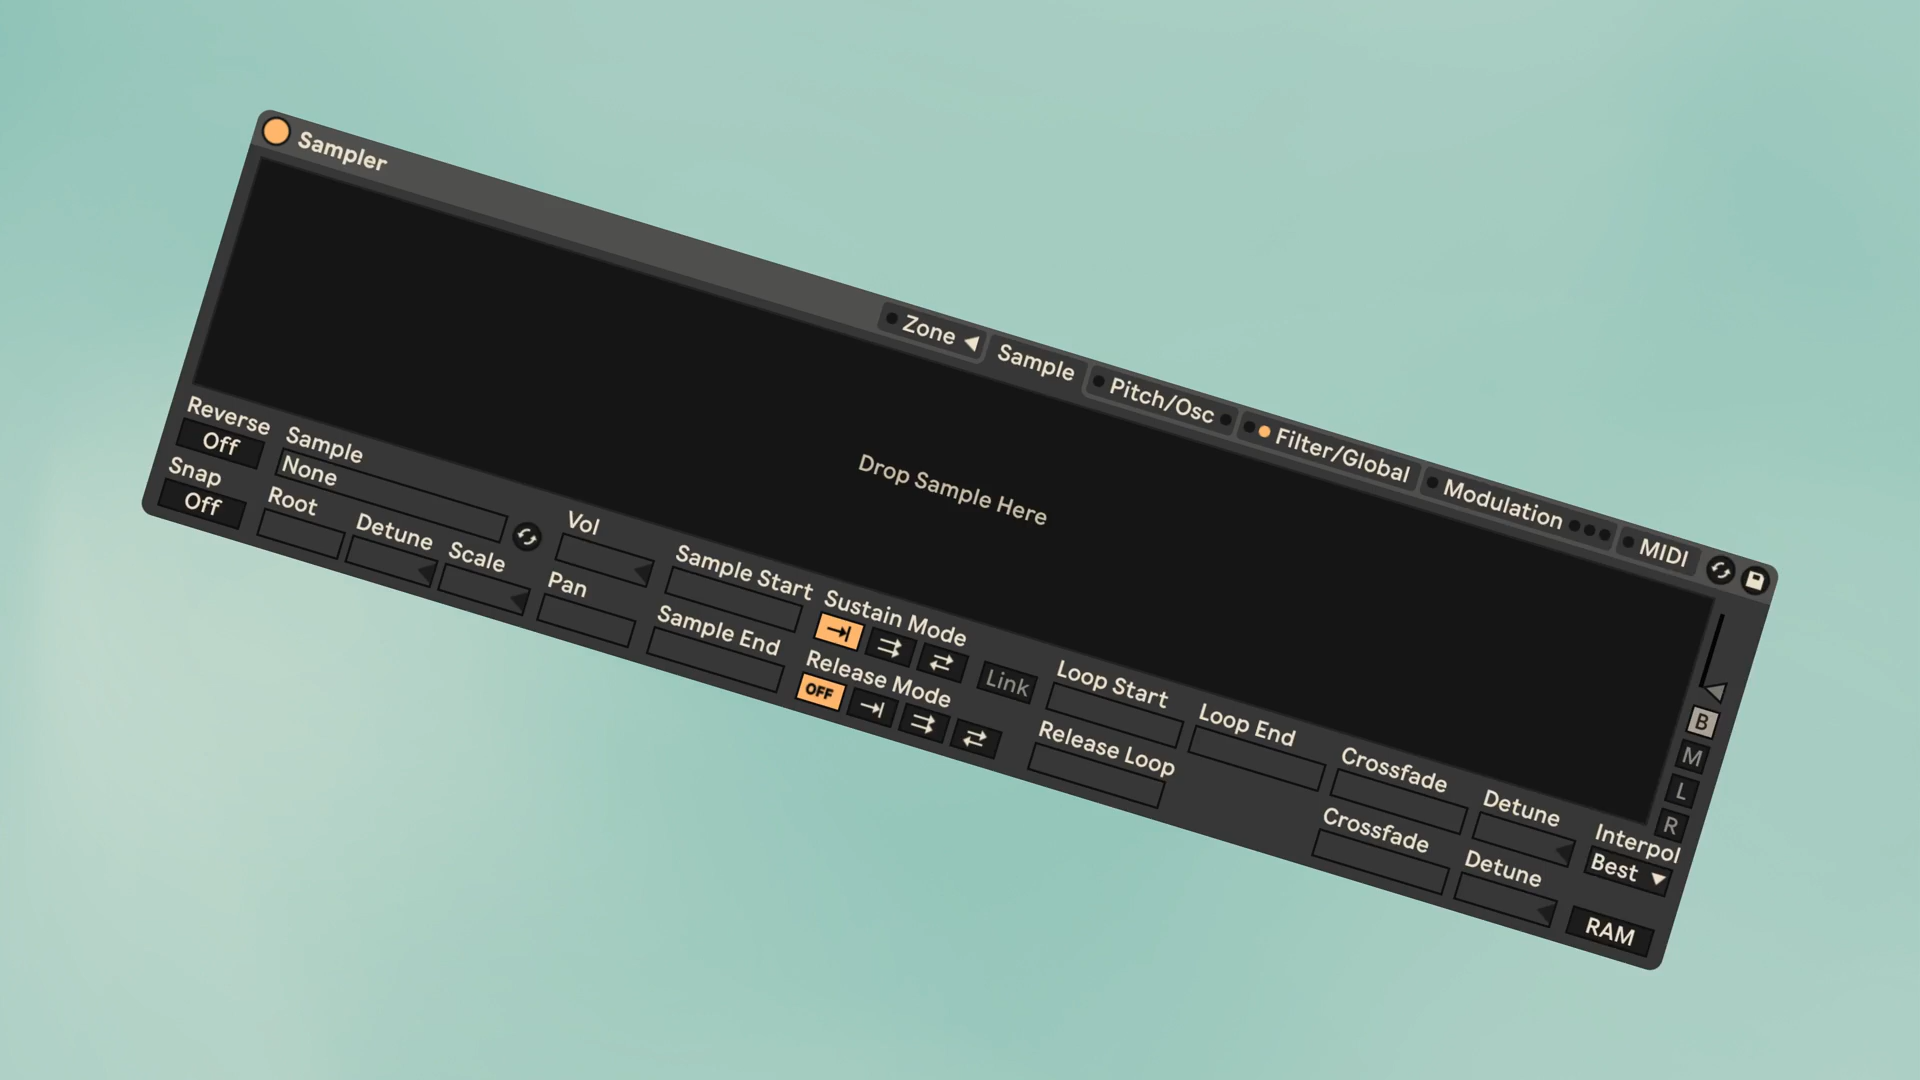 Sampler
Zone
Sample
Pitch/Osc
Filter/Global
Modulation
MIDI
Drop Sample Here
Reverse
Off
Snap
Off
Sample
None
Root
Detune
Scale
Vol
Pan
Sample Start
Sample End
Sustain Mode
Link
Release Mode
OFF
Loop Start
Release Loop
Loop End
Crossfade
Crossfade
Detune
Detune
Interpol
Best
RAM
B
M
L
R